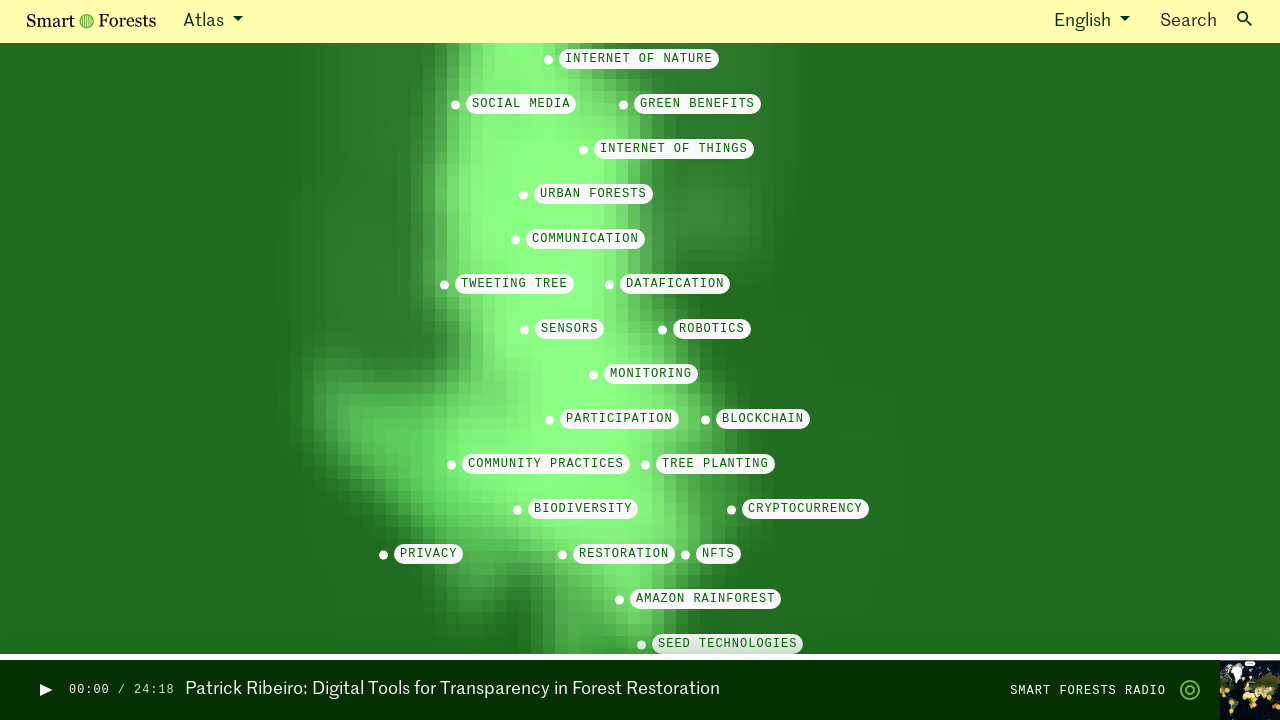 Smart Forests
Atlas
English
Search
INTERNET OF NATURE
SOCIAL MEDIA
GREEN BENEFITS
INTERNET OF THINGS
URBAN FORESTS
COMMUNICATION
TWEETING TREE
DATAFICATION
SENSORS
ROBOTICS
MONITORING
PARTICIPATION
BLOCKCHAIN
COMMUNITY PRACTICES
TREE PLANTING
BIODIVERSITY
CRYPTOCURRENCY
PRIVACY
RESTORATION
NFTS
AMAZON RAINFOREST
SEED TECHNOLOGIES
00:00 / 24:18
Patrick Ribeiro: Digital Tools for Transparency in Forest Restoration
SMART FORESTS RADIO